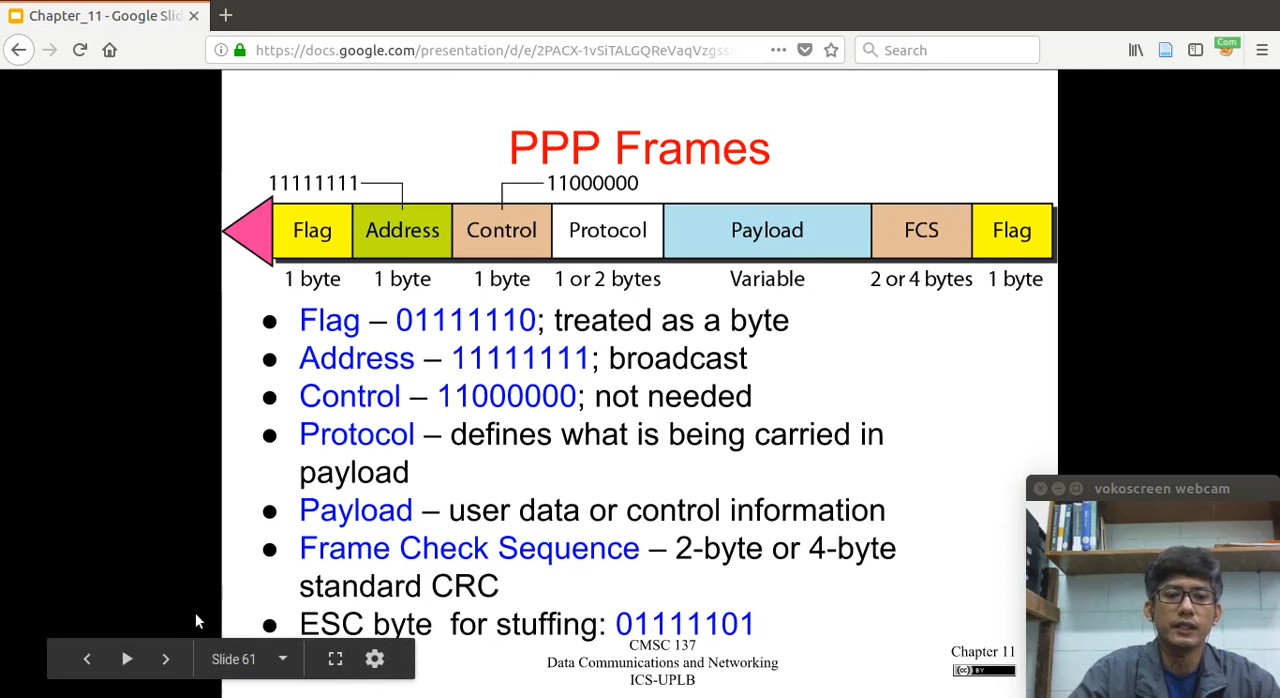 Chapter_11 - Google Slid
https://docs.google.com/presentation/d/e/2PACX-1vSiTALGQReVaqVzgss
Search
Com
PPP Frames
11111111
11000000
Flag Address Control Protocol Payload FCS Flag
1 byte 1 byte 1 byte 1 or 2 bytes Variable 2 or 4 bytes 1 byte
● Flag – 01111110; treated as a byte
● Address – 11111111; broadcast
● Control – 11000000; not needed
● Protocol – defines what is being carried in
payload
● Payload – user data or control information
● Frame Check Sequence – 2-byte or 4-byte
standard CRC
● ESC byte for stuffing: 01111101
CMSC 137
Data Communications and Networking
ICS-UPLB
Chapter 11
CC BY
Slide 61
vokoscreen webcam